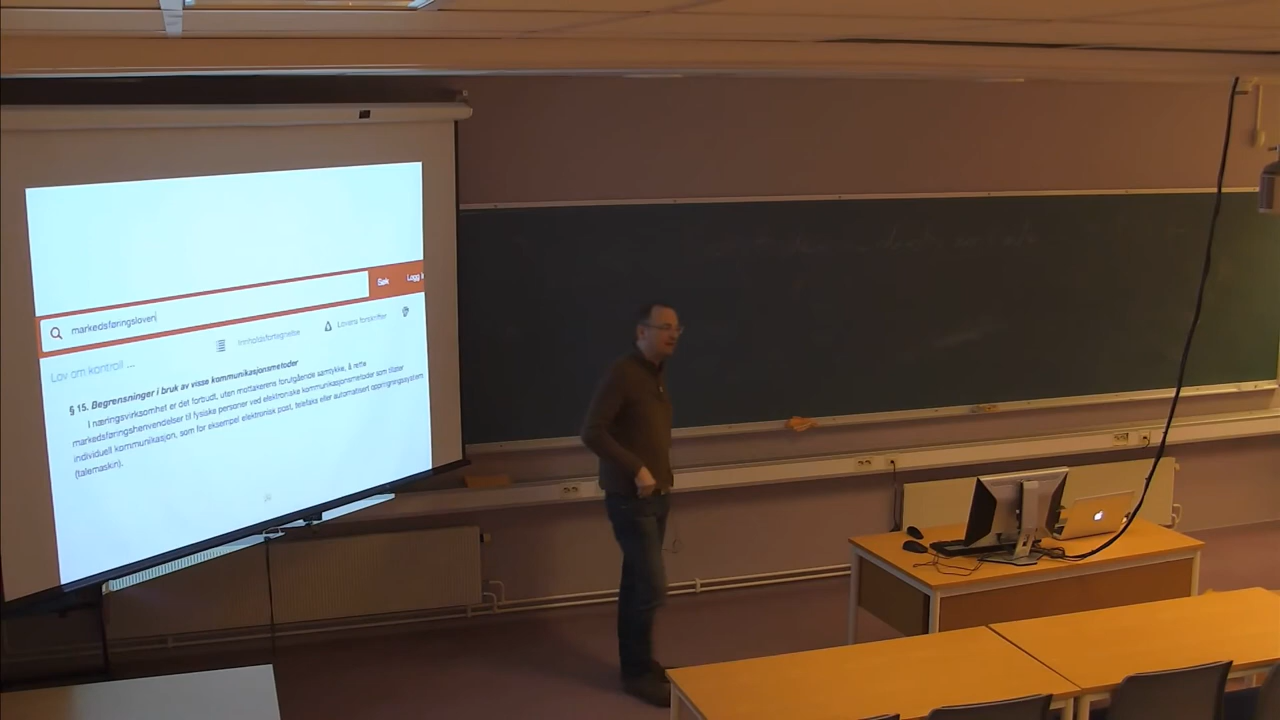 Søk Logg i
markedsføringsloven
Innholdsfortegnelse Lovens forskrifter
Lov om kontroll ...
§ 15. Begrensninger i bruk av visse kommunikasjonsmetoder
I næringsvirksomhet er det forbudt, uten mottakerens forutgående samtykke, å rette
markedsføringshenvendelser til fysiske personer ved elektroniske kommunikasjonsmetoder som tillater
individuell kommunikasjon, som for eksempel elektronisk post, telefaks eller automatisert oppringningssystem
(talemaskin).